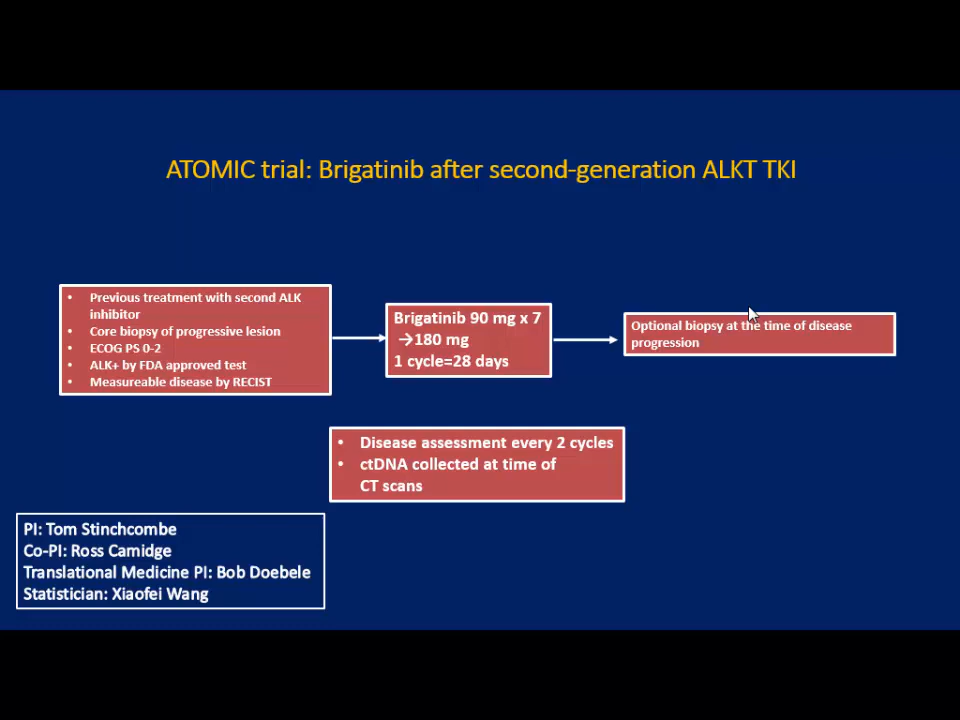 ATOMIC trial: Brigatinib after second-generation ALKT TKI
• Previous treatment with second ALK
inhibitor
• Core biopsy of progressive lesion
• ECOG PS 0-2
• ALK+ by FDA approved test
• Measureable disease by RECIST
Brigatinib 90 mg x 7
→180 mg
1 cycle=28 days
Optional biopsy at the time of disease
progression
• Disease assessment every 2 cycles
• ctDNA collected at time of
CT scans
PI: Tom Stinchcombe
Co-PI: Ross Camidge
Translational Medicine PI: Bob Doebele
Statistician: Xiaofei Wang